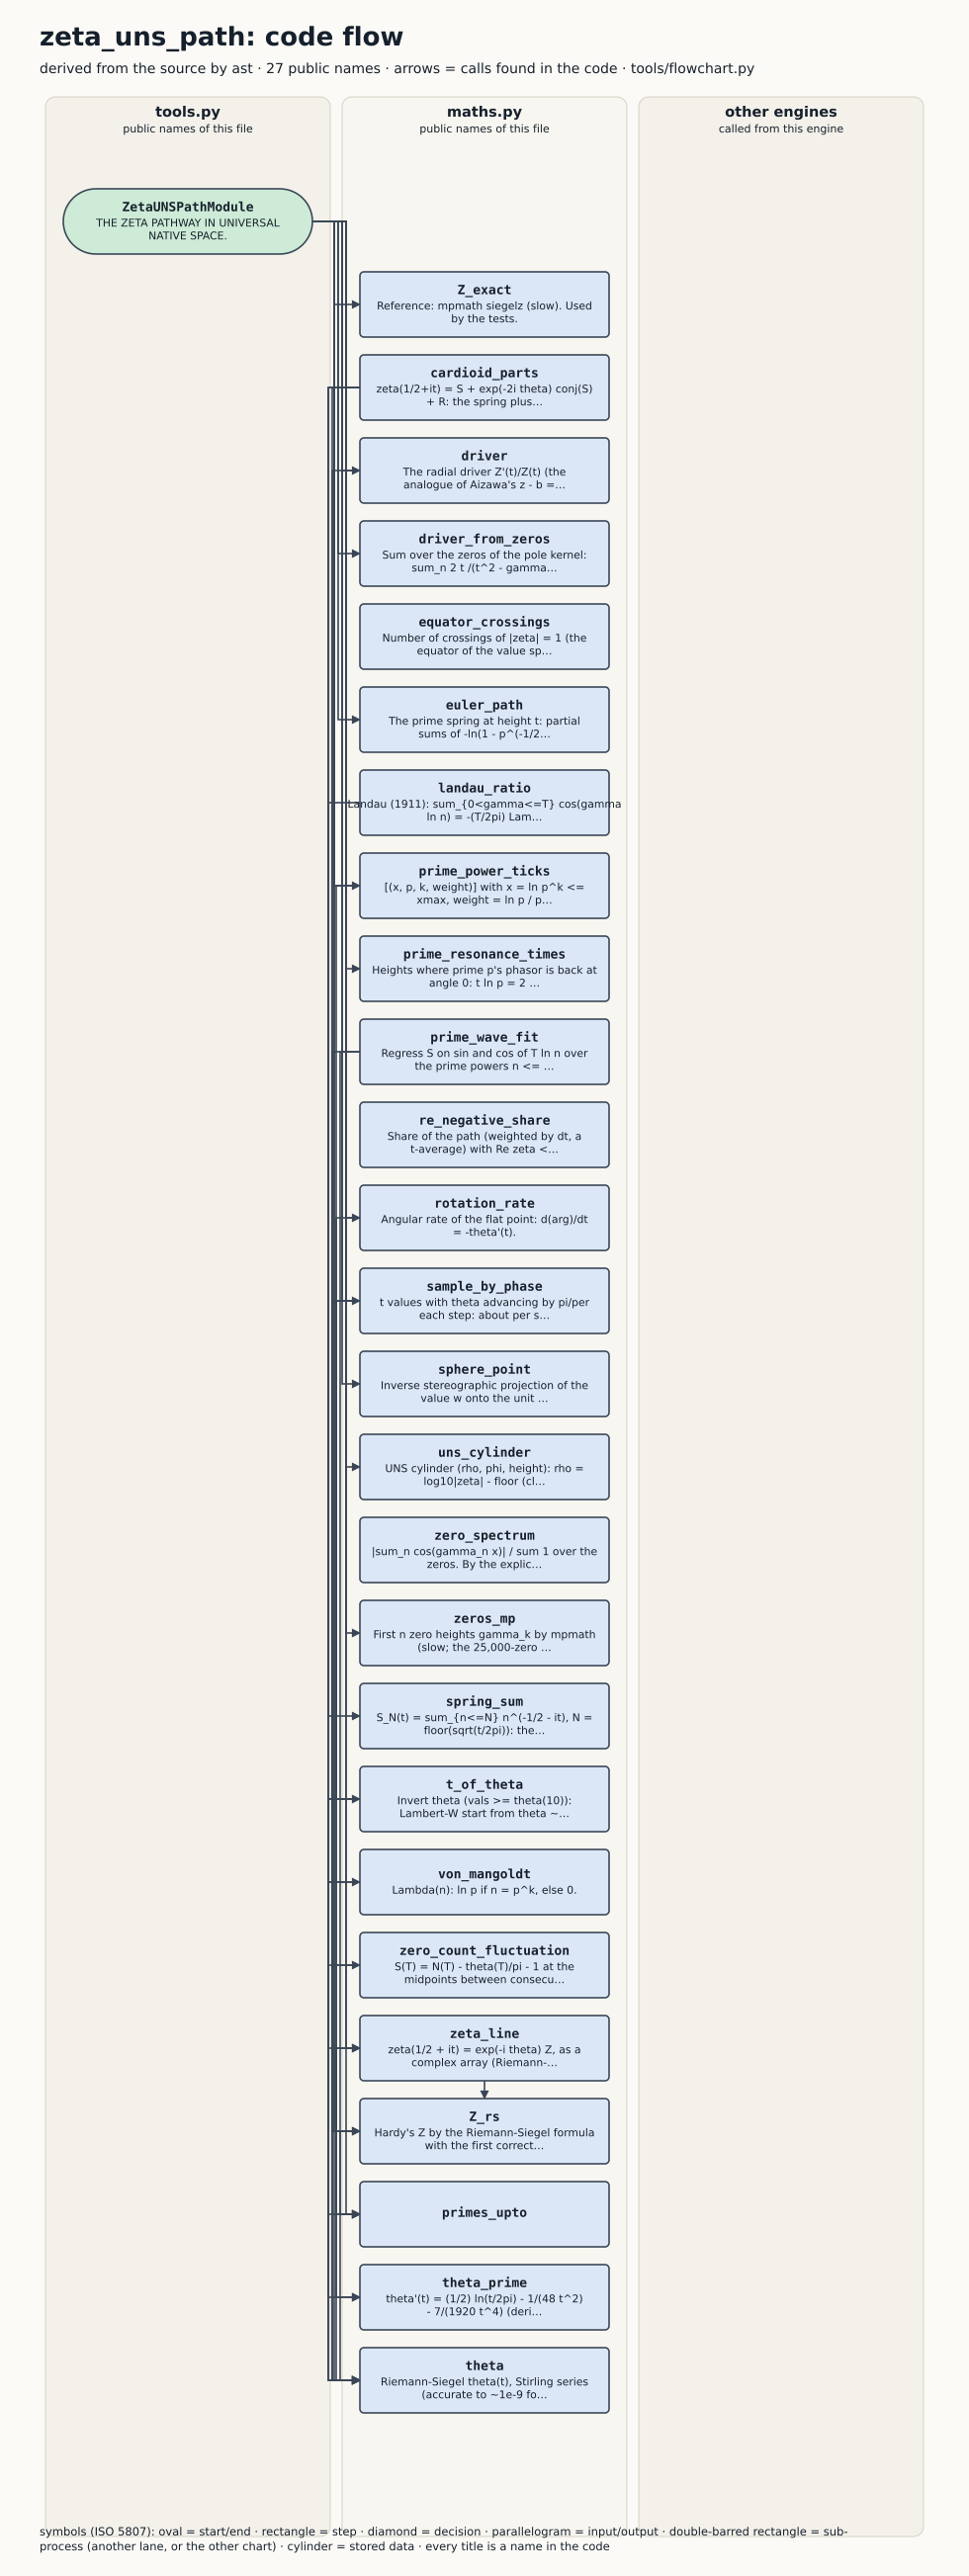 zeta_uns_path: code flow
derived from the source by ast · 27 public names · arrows = calls found in the code · tools/flowchart.py
tools.py
public names of this file
maths.py
public names of this file
other engines
called from this engine
ZetaUNSPathModule
THE ZETA PATHWAY IN UNIVERSAL
NATIVE SPACE.
Z_exact
Reference: mpmath siegelz (slow). Used
by the tests.
cardioid_parts
zeta(1/2+it) = S + exp(-2i theta) conj(S)
+ R: the spring plus…
driver
The radial driver Z'(t)/Z(t) (the
analogue of Aizawa's z - b =…
driver_from_zeros
Sum over the zeros of the pole kernel:
sum_n 2 t /(t^2 - gamma…
equator_crossings
Number of crossings of |zeta| = 1 (the
equator of the value sp…
euler_path
The prime spring at height t: partial
sums of -ln(1 - p^(-1/2…
landau_ratio
Landau (1911): sum_{0<gamma<=T} cos(gamma
ln n) = -(T/2pi) Lam…
prime_power_ticks
[(x, p, k, weight)] with x = ln p^k <=
xmax, weight = ln p / p…
prime_resonance_times
Heights where prime p's phasor is back at
angle 0: t ln p = 2 …
prime_wave_fit
Regress S on sin and cos of T ln n over
the prime powers n <= …
re_negative_share
Share of the path (weighted by dt, a
t-average) with Re zeta <…
rotation_rate
Angular rate of the flat point: d(arg)/dt
= -theta'(t).
sample_by_phase
t values with theta advancing by pi/per
each step: about per s…
sphere_point
Inverse stereographic projection of the
value w onto the unit …
uns_cylinder
UNS cylinder (rho, phi, height): rho =
log10|zeta| - floor (cl…
zero_spectrum
|sum_n cos(gamma_n x)| / sum 1 over the
zeros. By the explic…
zeros_mp
First n zero heights gamma_k by mpmath
(slow; the 25,000-zero …
spring_sum
S_N(t) = sum_{n<=N} n^(-1/2 - it), N =
floor(sqrt(t/2pi)): the…
t_of_theta
Invert theta (vals >= theta(10)):
Lambert-W start from theta ~…
von_mangoldt
Lambda(n): ln p if n = p^k, else 0.
zero_count_fluctuation
S(T) = N(T) - theta(T)/pi - 1 at the
midpoints between consecu…
zeta_line
zeta(1/2 + it) = exp(-i theta) Z, as a
complex array (Riemann-…
Z_rs
Hardy's Z by the Riemann-Siegel formula
with the first correct…
primes_upto
theta_prime
theta'(t) = (1/2) ln(t/2pi) - 1/(48 t^2)
- 7/(1920 t^4) (deri…
theta
Riemann-Siegel theta(t), Stirling series
(accurate to ~1e-9 fo…
symbols (ISO 5807): oval = start/end · rectangle = step · diamond = decision · parallelogram = input/output · double-barred rectangle = sub-
process (another lane, or the other chart) · cylinder = stored data · every title is a name in the code